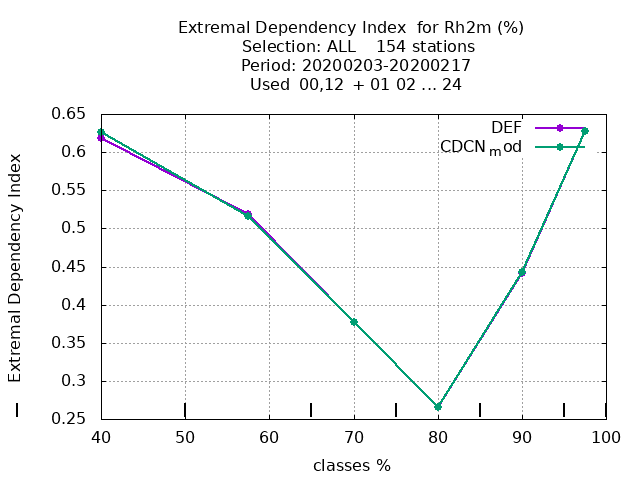 Extremal Dependency Index  for Rh2m (%)
Selection: ALL    154 stations
Period: 20200203-20200217
Used  00,12  + 01 02 ... 24
DEF
CDCN_mod
Extremal Dependency Index
0.65
0.6
0.55
0.5
0.45
0.4
0.35
0.3
0.25
40 50 60 70 80 90 100
classes %